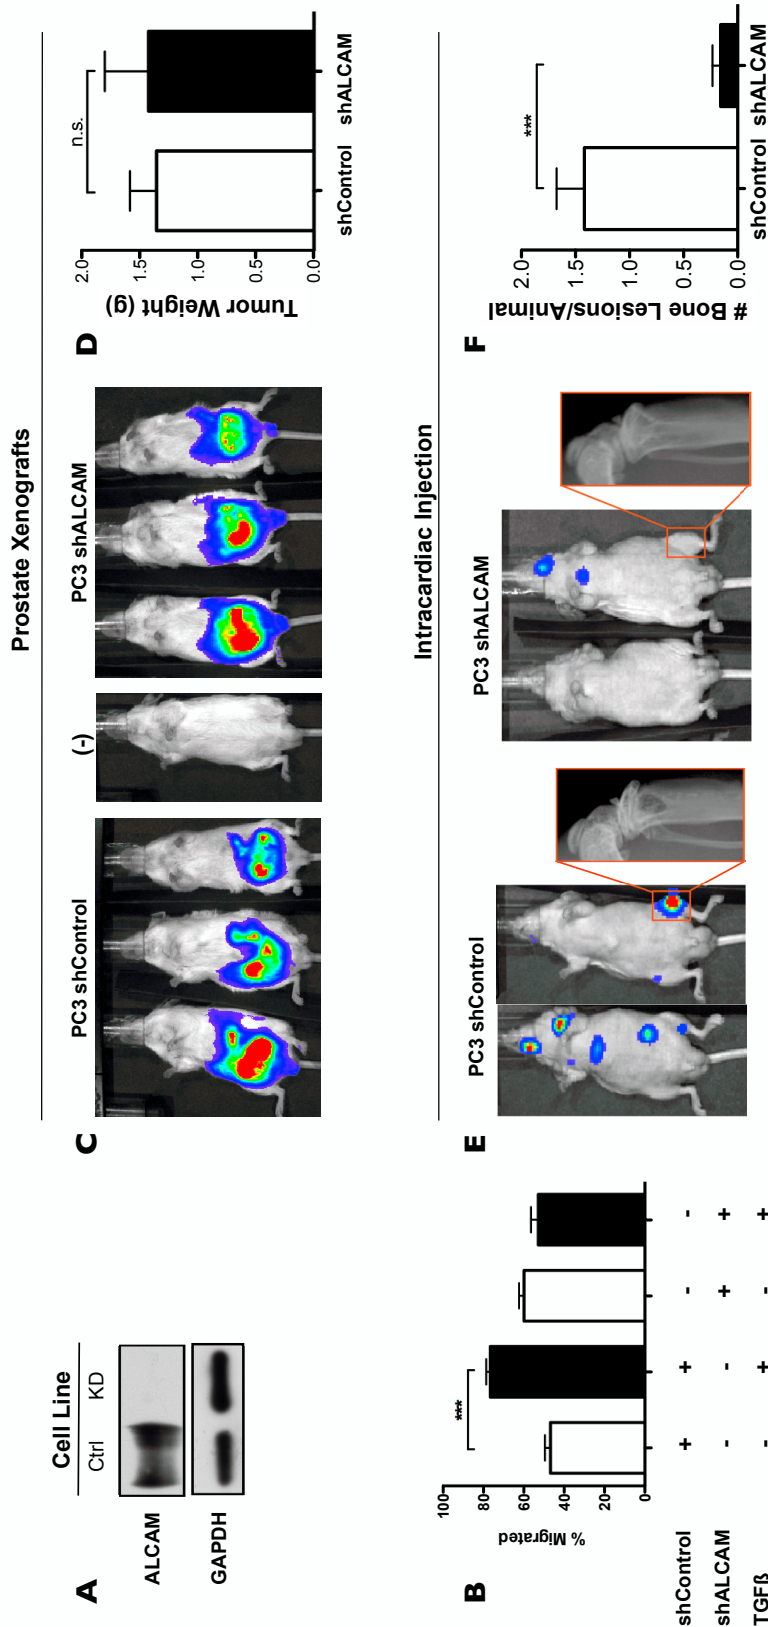 A
Cell Line
Ctrl KD
ALCAM
GAPDH
B
% Migrated
100
80
60
40
20
0
***
shControl + + - -
shALCAM - - + +
TGFß - + - +
Prostate Xenografts
C
PC3 shControl
(-)
PC3 shALCAM
D
Tumor Weight (g)
2.0
1.5
1.0
0.5
0.0
n.s.
shControl shALCAM
Intracardiac Injection
E
PC3 shControl
PC3 shALCAM
F
# Bone Lesions/Animal
2.0
1.5
1.0
0.5
0.0
***
shControl shALCAM